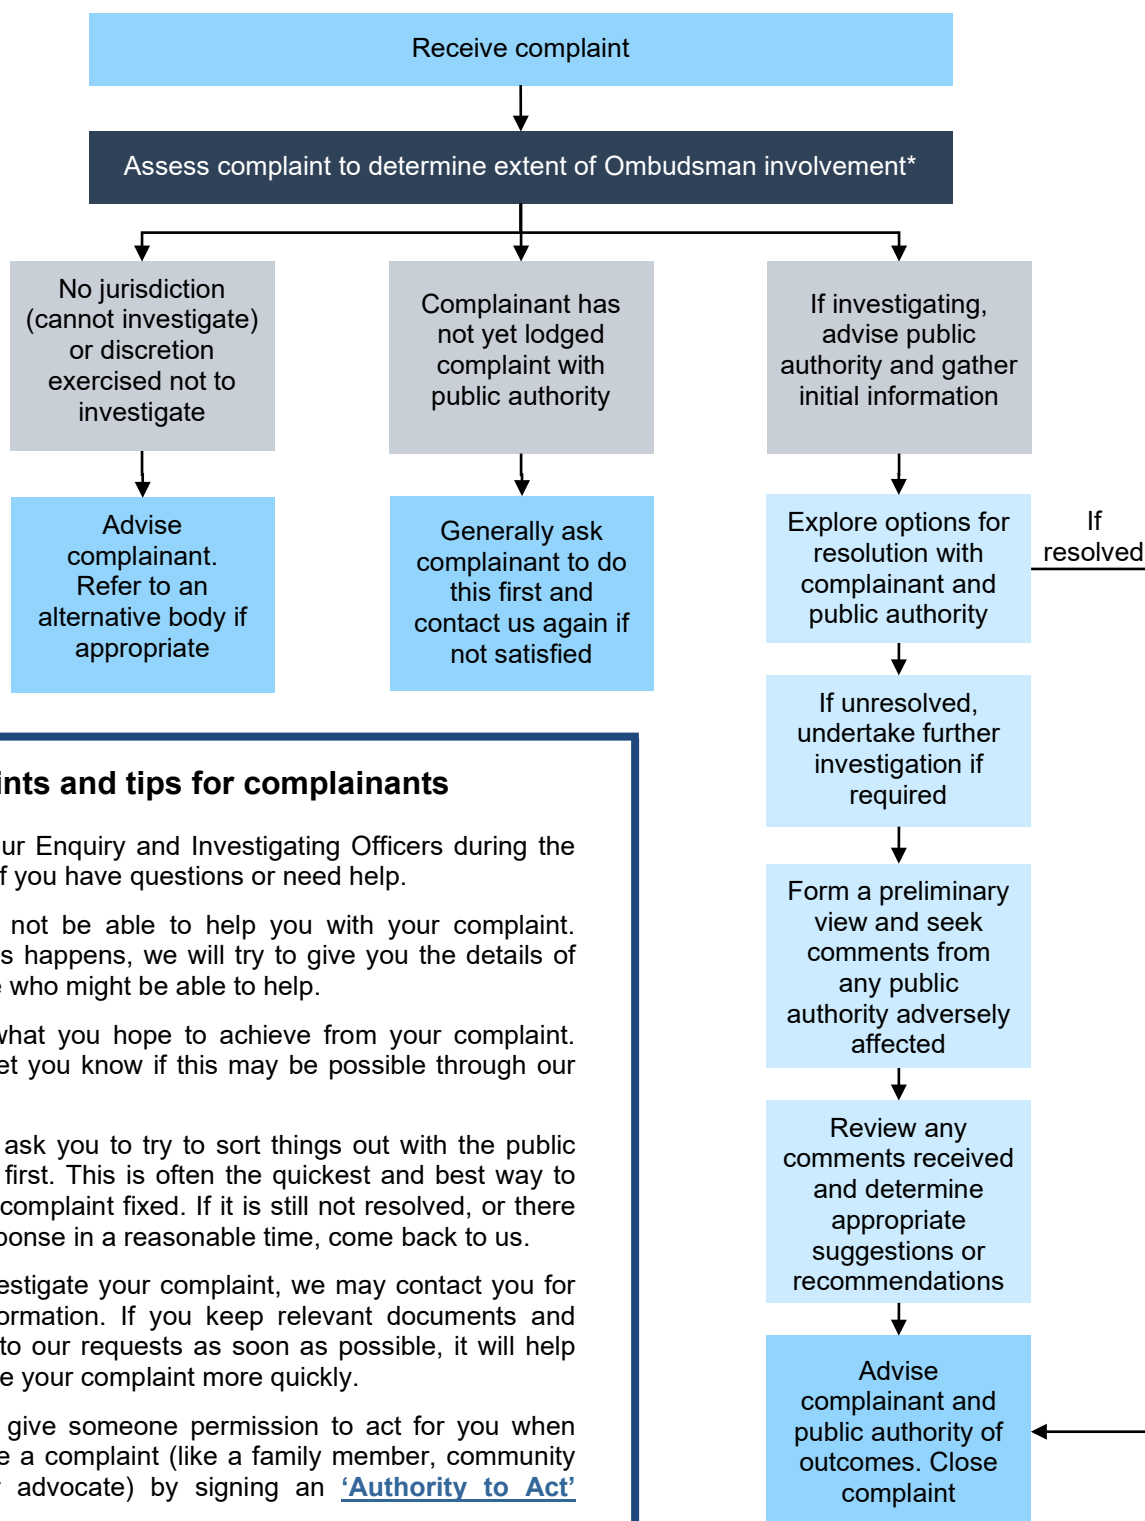 Receive complaint
Assess complaint to determine extent of Ombudsman involvement*
No jurisdiction
(cannot investigate)
or discretion
exercised not to
investigate
Complainant has
not yet lodged
complaint with
public authority
If investigating,
advise public
authority and gather
initial information
Advise
complainant.
Refer to an
alternative body if
appropriate
Generally ask
complainant to do
this first and
contact us again if
not satisfied
Explore options for
resolution with
complainant and
public authority
If
resolved
If unresolved,
undertake further
investigation if
required
Form a preliminary
view and seek
comments from
any public
authority adversely
affected
Review any
comments received
and determine
appropriate
suggestions or
recommendations
Advise
complainant and
public authority of
outcomes. Close
complaint
ints and tips for complainants
ur Enquiry and Investigating Officers during the
f you have questions or need help.
not be able to help you with your complaint.
s happens, we will try to give you the details of
e who might be able to help.
what you hope to achieve from your complaint.
et you know if this may be possible through our
ask you to try to sort things out with the public
first. This is often the quickest and best way to
complaint fixed. If it is still not resolved, or there
ponse in a reasonable time, come back to us.
estigate your complaint, we may contact you for
ormation. If you keep relevant documents and
to our requests as soon as possible, it will help
e your complaint more quickly.
give someone permission to act for you when
e a complaint (like a family member, community
r advocate) by signing an ‘Authority to Act’